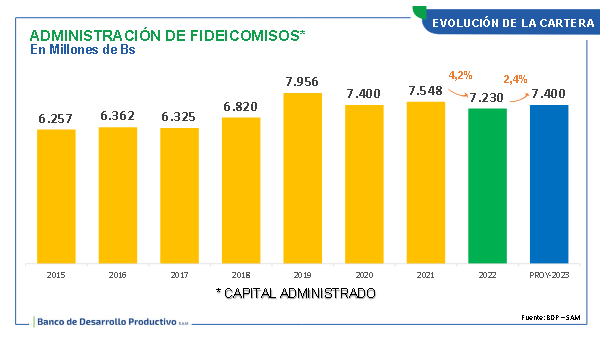 EVOLUCIÓN DE LA CARTERA
ADMINISTRACIÓN DE FIDEICOMISOS*
En Millones de Bs
6.257 6.362 6.325 6.820 7.956 7.400 7.548 4,2% 7.230 2,4% 7.400
2015 2016 2017 2018 2019 2020 2021 2022 PROY-2023
* CAPITAL ADMINISTRADO
Banco de Desarrollo Productivo S.A.M.
Fuente: BDP – SAM